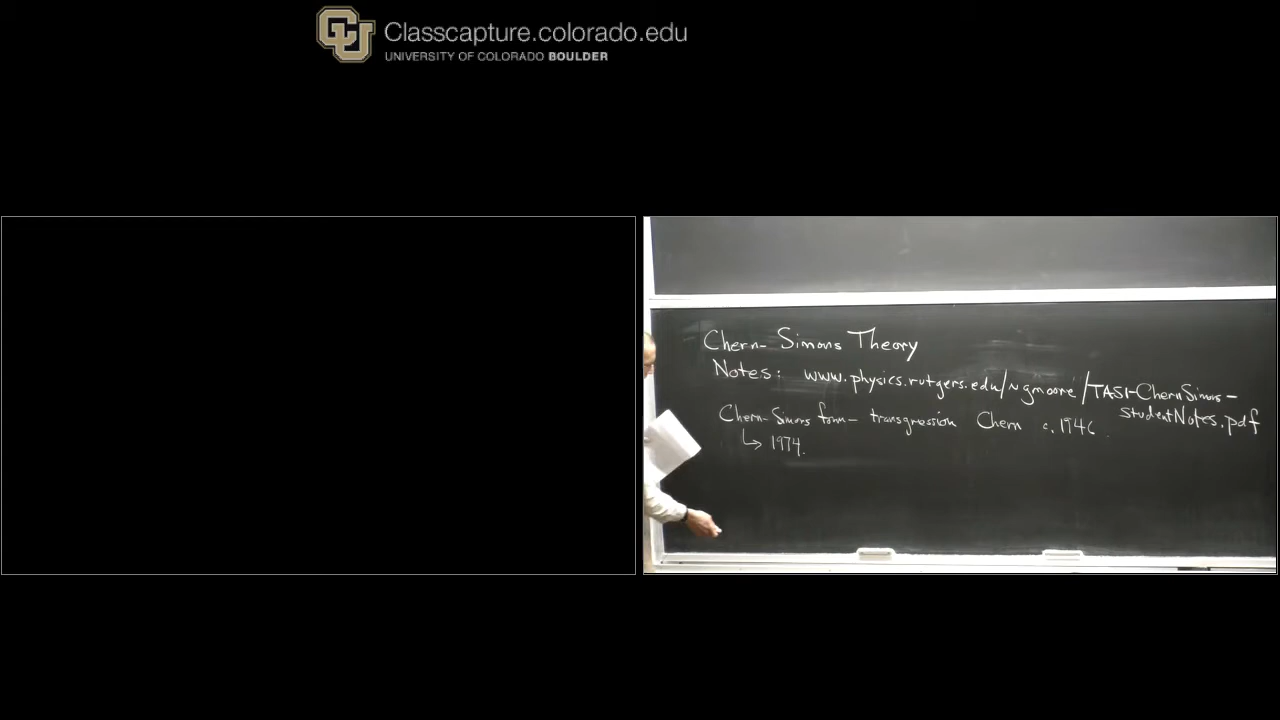 CU Classcapture.colorado.edu
UNIVERSITY OF COLORADO BOULDER
Chern-Simons Theory
Notes: www.physics.rutgers.edu/~gmoore/TASI-ChernSimons-
StudentNotes.pdf
Chern-Simons form - transgression Chern c. 1946.
↳ 1974.